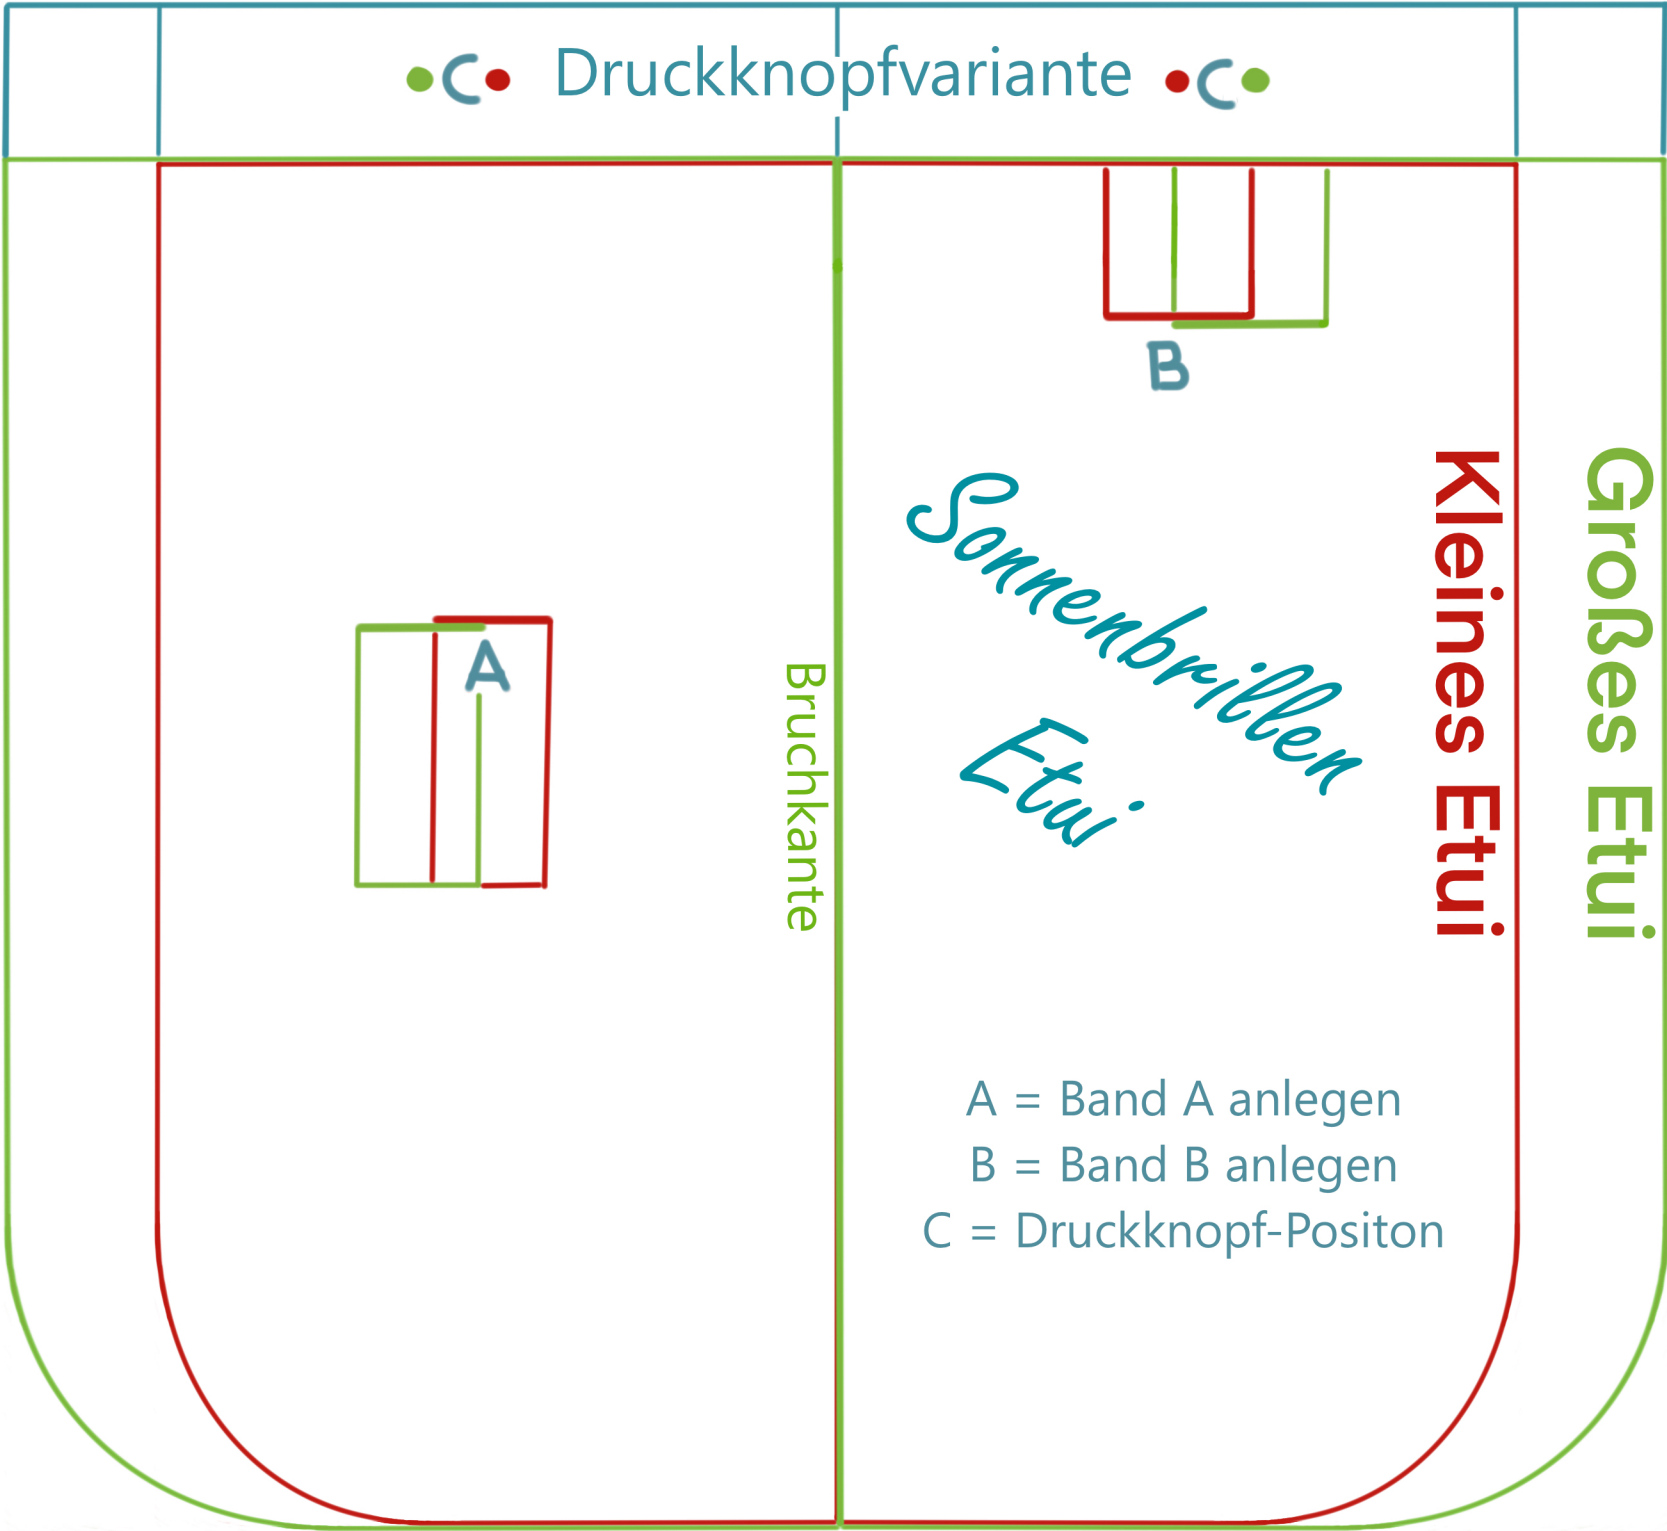 C Druckknopfvariante C
B
A
Bruchkante
Sonnenbrillen
Etui
Kleines Etui
Großes Etui
A = Band A anlegen
B = Band B anlegen
C = Druckknopf-Positon